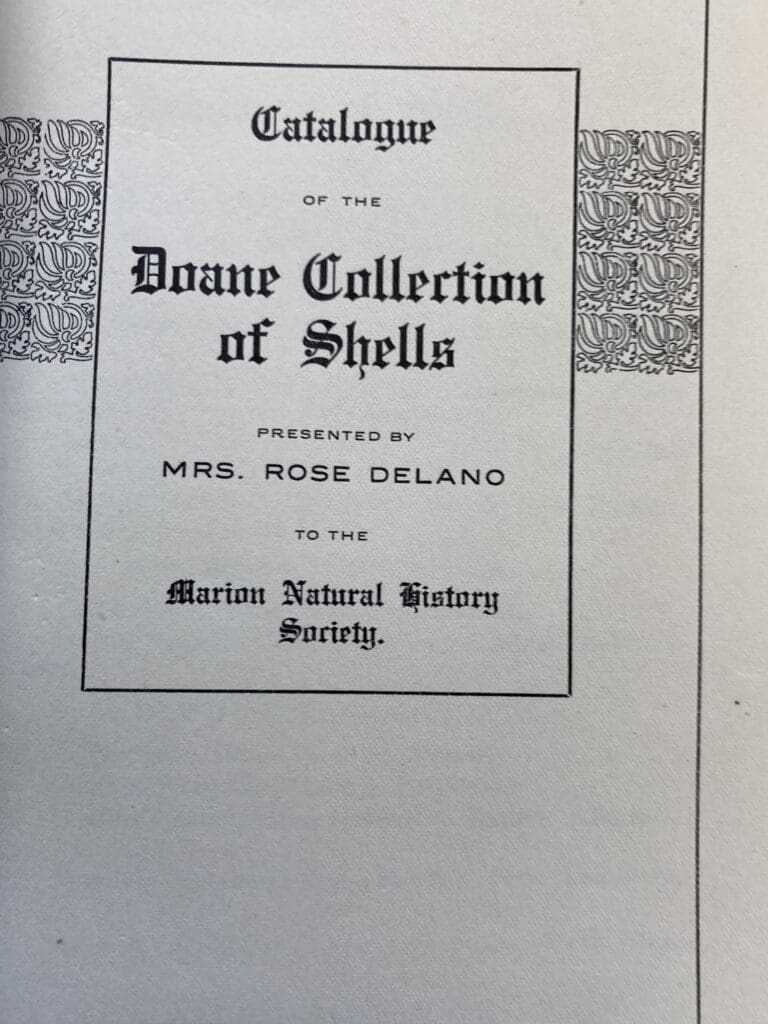 Catalogue
OF THE
Doane Collection
of Shells
PRESENTED BY
MRS. ROSE DELANO
TO THE
Marion Natural History
Society.